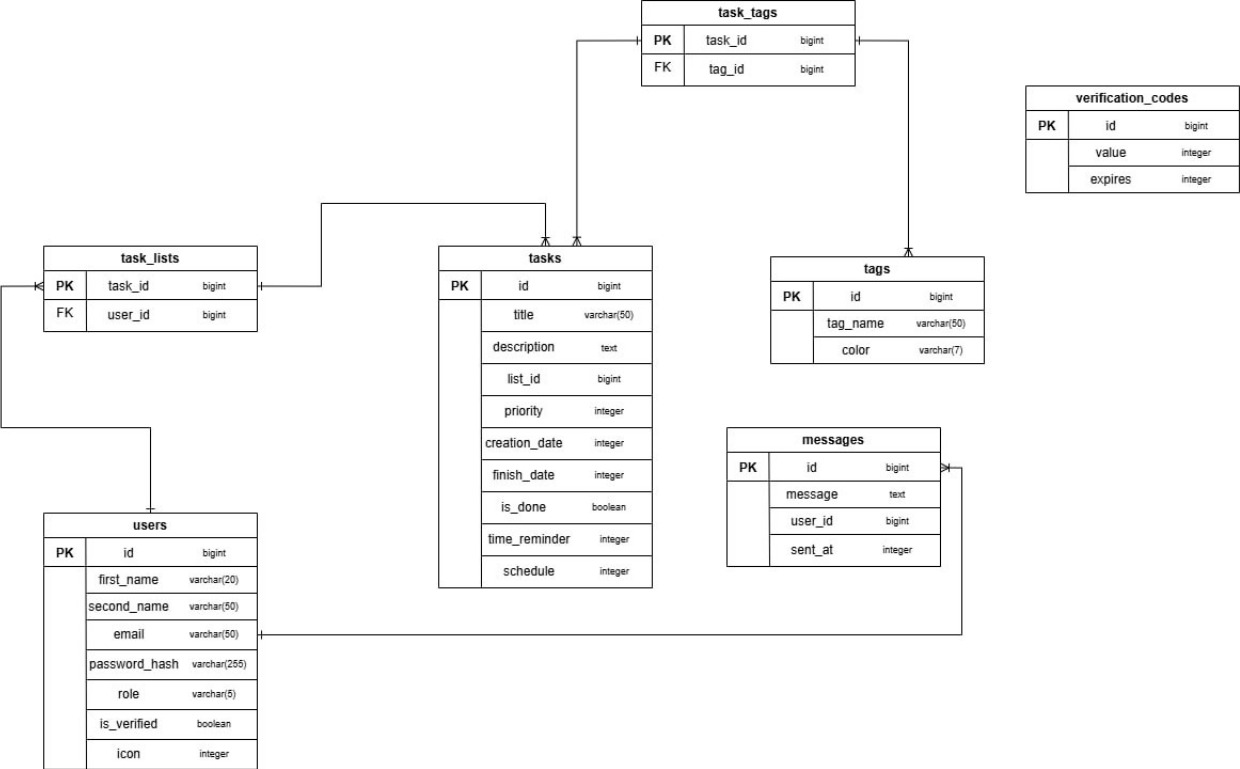 task_tags
PK task_id bigint
FK tag_id bigint
verification_codes
PK id bigint
value integer
expires integer
task_lists
PK task_id bigint
FK user_id bigint
tasks
PK id bigint
title varchar(50)
description text
list_id bigint
priority integer
creation_date integer
finish_date integer
is_done boolean
time_reminder integer
schedule integer
tags
PK id bigint
tag_name varchar(50)
color varchar(7)
messages
PK id bigint
message text
user_id bigint
sent_at integer
users
PK id bigint
first_name varchar(20)
second_name varchar(50)
email varchar(50)
password_hash varchar(255)
role varchar(5)
is_verified boolean
icon integer